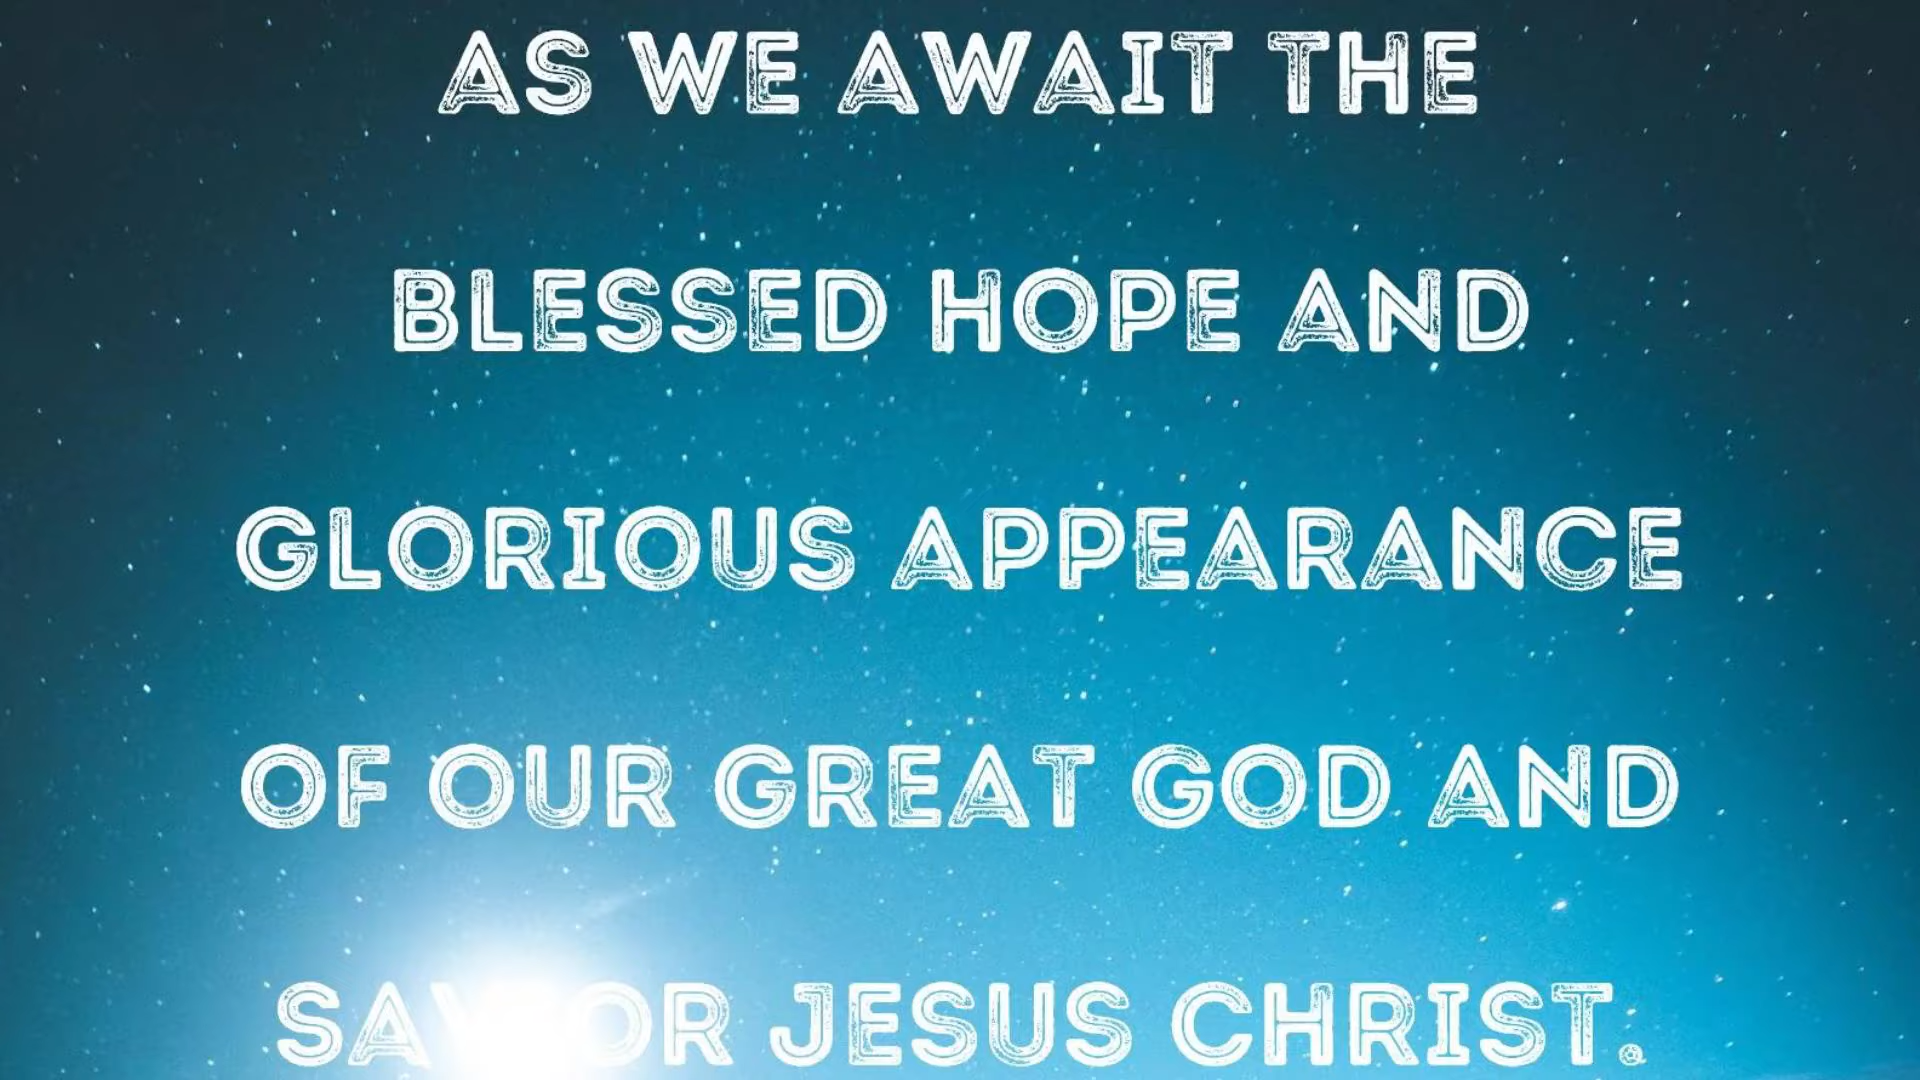 AS WE AWAIT THE
BLESSED HOPE AND
GLORIOUS APPEARANCE
OF OUR GREAT GOD AND
SAVIOR JESUS CHRIST.